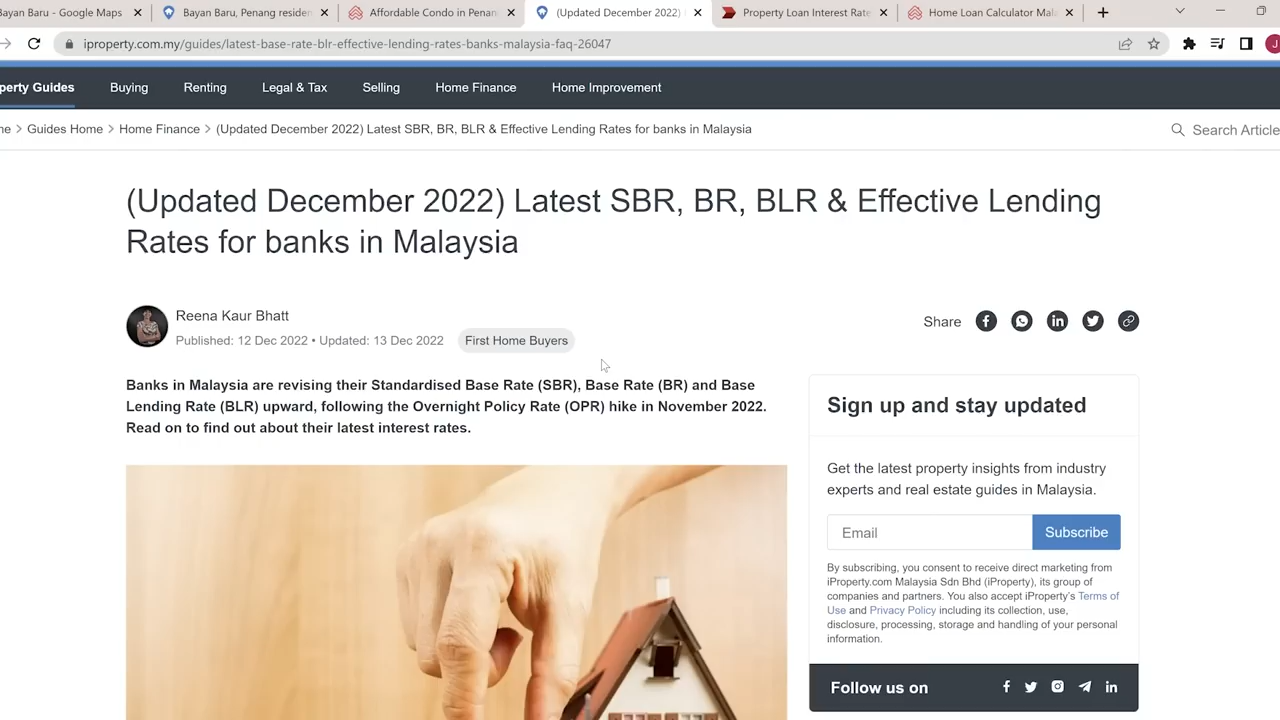 Bayan Baru - Google Maps
Bayan Baru, Penang residen
Affordable Condo in Penan
(Updated December 2022)
Property Loan Interest Rate
Home Loan Calculator Mal
iproperty.com.my/guides/latest-base-rate-blr-effective-lending-rates-banks-malaysia-faq-26047
J
perty Guides
Buying
Renting
Legal & Tax
Selling
Home Finance
Home Improvement
me > Guides Home > Home Finance > (Updated December 2022) Latest SBR, BR, BLR & Effective Lending Rates for banks in Malaysia
Search Article
(Updated December 2022) Latest SBR, BR, BLR & Effective Lending
Rates for banks in Malaysia
Reena Kaur Bhatt
Published: 12 Dec 2022 • Updated: 13 Dec 2022
First Home Buyers
Share
Banks in Malaysia are revising their Standardised Base Rate (SBR), Base Rate (BR) and Base
Lending Rate (BLR) upward, following the Overnight Policy Rate (OPR) hike in November 2022.
Read on to find out about their latest interest rates.
Sign up and stay updated
Get the latest property insights from industry
experts and real estate guides in Malaysia.
Email
Subscribe
By subscribing, you consent to receive direct marketing from
iProperty.com Malaysia Sdn Bhd (iProperty), its group of
companies and partners. You also accept iProperty's Terms of
Use and Privacy Policy including its collection, use,
disclosure, processing, storage and handling of your personal
information.
Follow us on